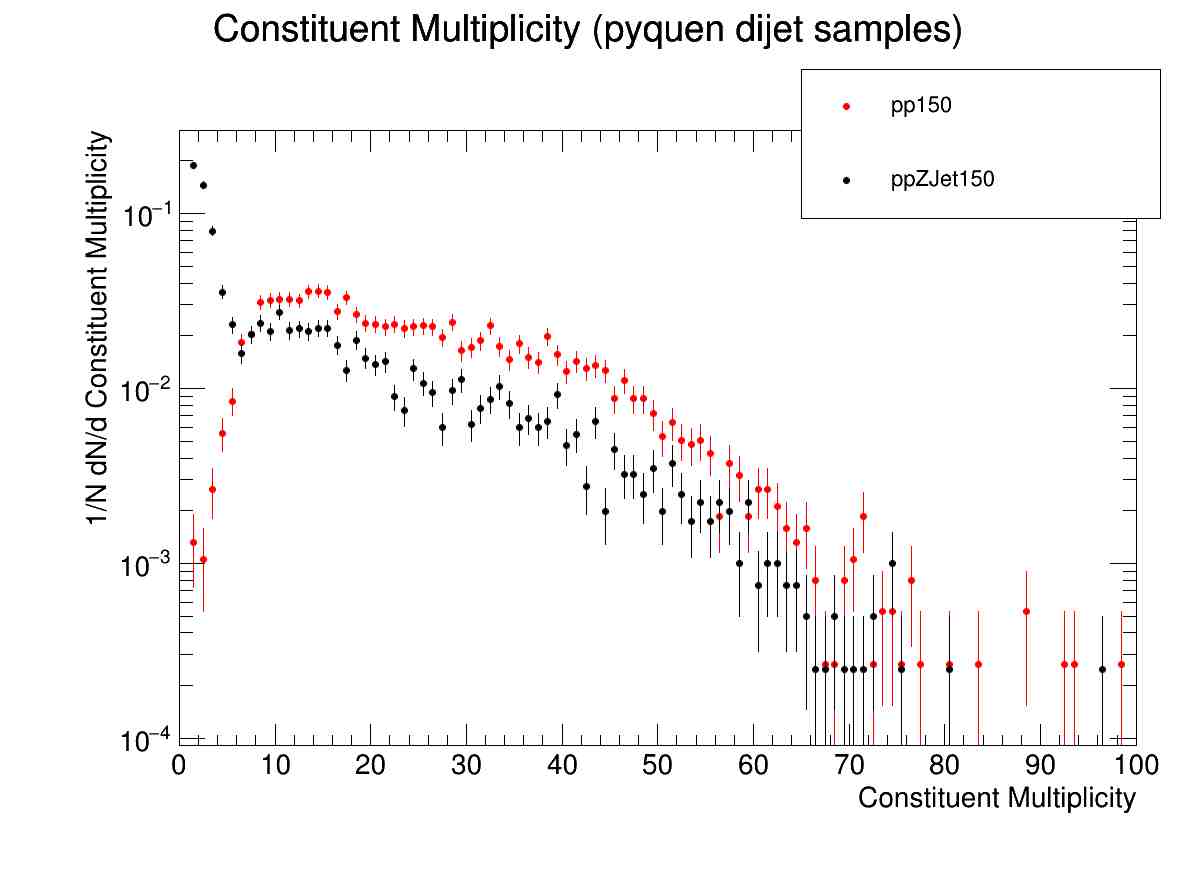 Constituent Multiplicity (pyquen dijet samples)
pp150
ppZJet150
1/N dN/d Constituent Multiplicity
10⁻¹
10⁻²
10⁻³
10⁻⁴
0 10 20 30 40 50 60 70 80 90 100
Constituent Multiplicity